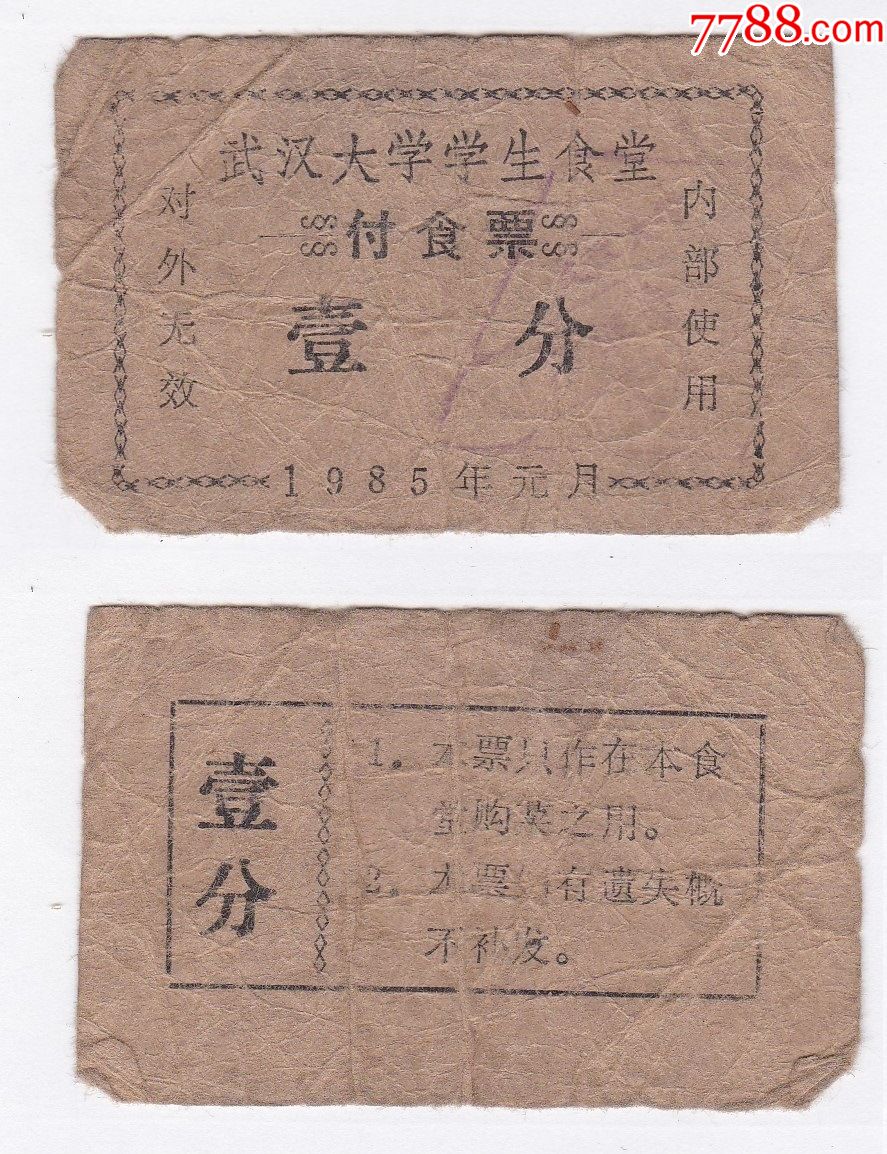 7788.com
武汉大学学生食堂
付食票
对外无效
内部使用
壹分
1985年元月
壹分
1. 本票只作在本食
堂购菜之用。
2. 本票 有遗失概
不补发。